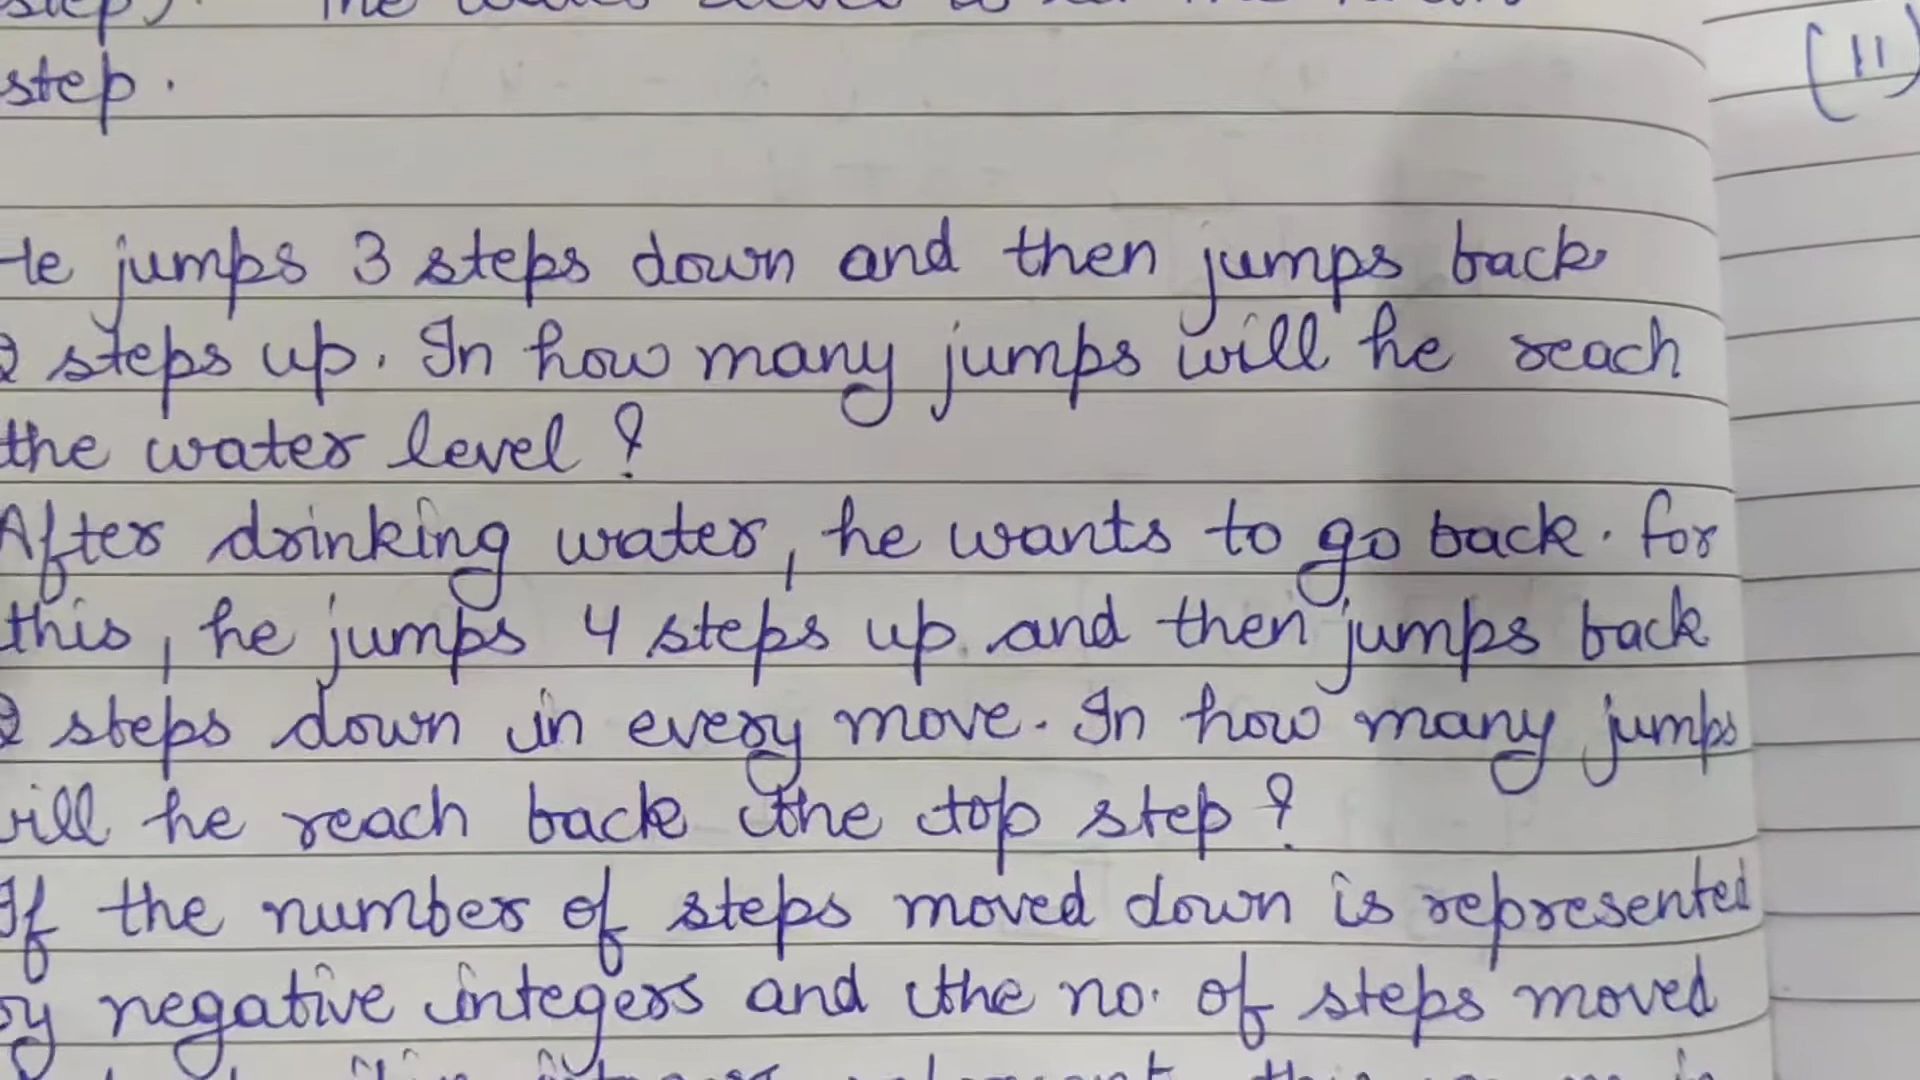 step.
(11)
He jumps 3 steps down and then jumps back
2 steps up. In how many jumps will he reach
the water level?
After drinking water, he wants to go back. For
this, he jumps 4 steps up and then jumps back
2 steps down in every move. In how many jumps
will he reach back the top step?
If the number of steps moved down is represented
by negative integers and the no. of steps moved